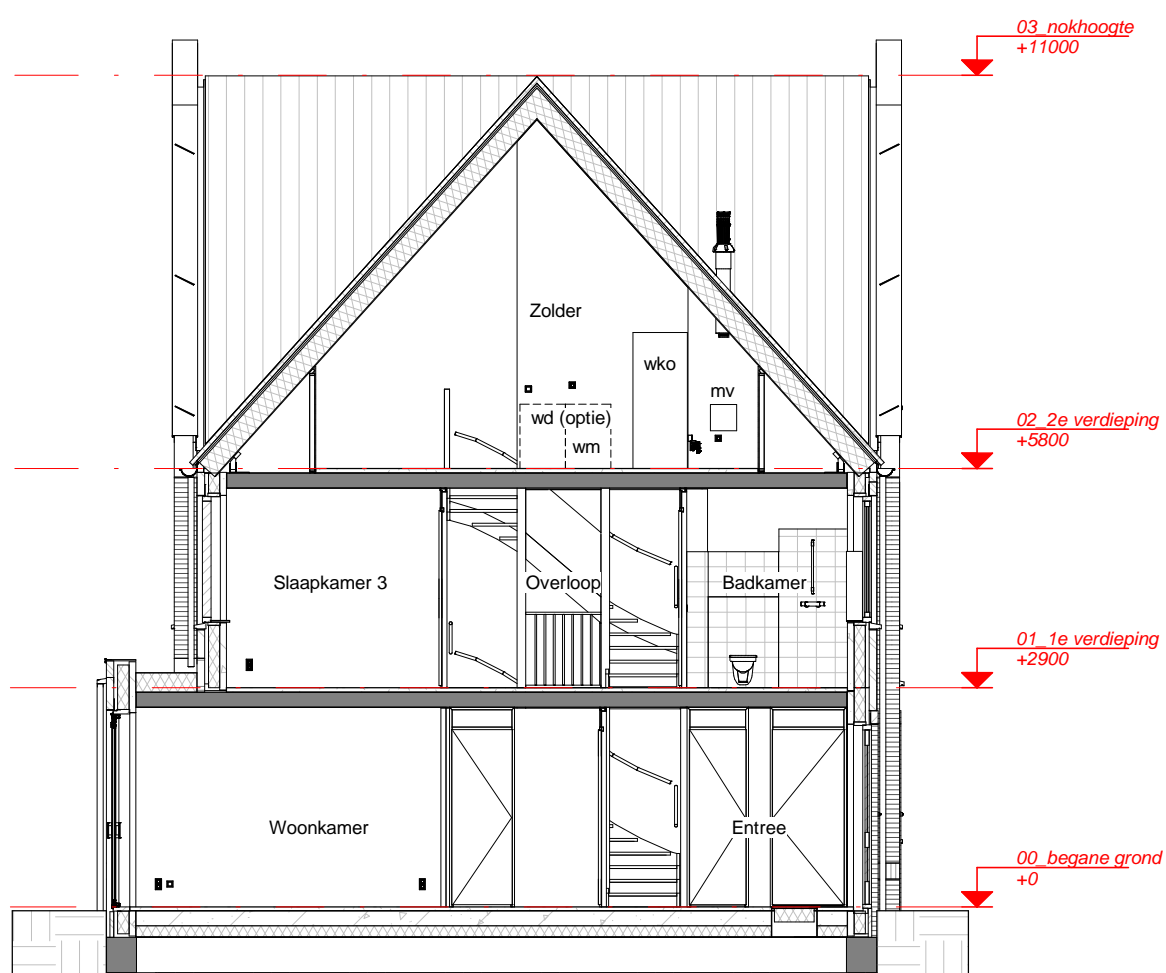 03_nokhoogte
+11000
Zolder
wko
mv
wd (optie)
wm
02_2e verdieping
+5800
Slaapkamer 3
Overloop
Badkamer
01_1e verdieping
+2900
Woonkamer
Entree
00_begane grond
+0